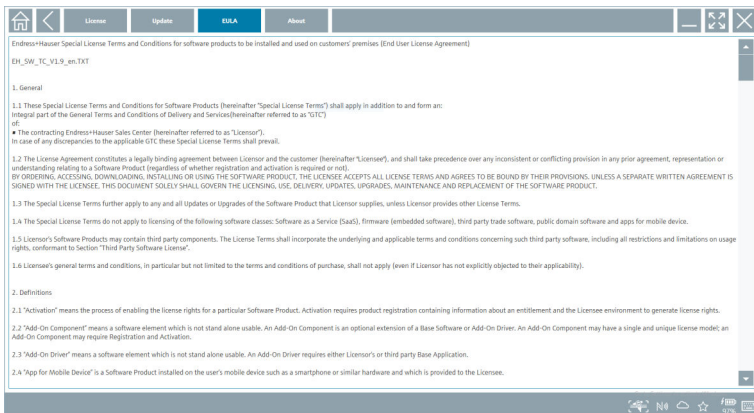 License
Update
EULA
About
Endress+Hauser Special License Terms and Conditions for software products to be installed and used on customers' premises (End User License Agreement)
EH_SW_TC_V1.9_en.TXT
1. General
1.1 These Special License Terms and Conditions for Software Products (hereinafter "Special License Terms") shall apply in addition to and form an:
Integral part of the General Terms and Conditions of Delivery and Services(hereinafter referred to as "GTC")
of:
▪ The contracting Endress+Hauser Sales Center (hereinafter referred to as "Licensor").
In case of any discrepancies to the applicable GTC these Special License Terms shall prevail.
1.2 The License Agreement constitutes a legally binding agreement between Licensor and the customer (hereinafter "Licensee"), and shall take precedence over any inconsistent or conflicting provision in any prior agreement, representation or
understanding relating to a Software Product (regardless of whether registration and activation is required or not).
BY ORDERING, ACCESSING, DOWNLOADING, INSTALLING OR USING THE SOFTWARE PRODUCT, THE LICENSEE ACCEPTS ALL LICENSE TERMS AND AGREES TO BE BOUND BY THEIR PROVISIONS. UNLESS A SEPARATE WRITTEN AGREEMENT IS
SIGNED WITH THE LICENSEE, THIS DOCUMENT SOLELY SHALL GOVERN THE LICENSING, USE, DELIVERY, UPDATES, UPGRADES, MAINTENANCE AND REPLACEMENT OF THE SOFTWARE PRODUCT.
1.3 The Special License Terms further apply to any and all Updates or Upgrades of the Software Product that Licensor supplies, unless Licensor provides other License Terms.
1.4 The Special License Terms do not apply to licensing of the following software classes: Software as a Service (SaaS), firmware (embedded software), third party trade software, public domain software and apps for mobile device.
1.5 Licensor's Software Products may contain third party components. The License Terms shall incorporate the underlying and applicable terms and conditions concerning such third party software, including all restrictions and limitations on usage
rights, conformant to Section "Third Party Software License".
1.6 Licensee's general terms and conditions, in particular but not limited to the terms and conditions of purchase, shall not apply (even if Licensor has not explicitly objected to their applicability).
2. Definitions
2.1 "Activation" means the process of enabling the license rights for a particular Software Product. Activation requires product registration containing information about an entitlement and the Licensee environment to generate license rights.
2.2 "Add-On Component" means a software element which is not stand alone usable. An Add-On Component is an optional extension of a Base Software or Add-On Driver. An Add-On Component may have a single and unique license model; an
Add-On Component may require Registration and Activation.
2.3 "Add-On Driver" means a software element which is not stand alone usable. An Add-On Driver requires either Licensor's or third party Base Application.
2.4 "App for Mobile Device" is a Software Product installed on the user's mobile device such as a smartphone or similar hardware and which is provided to the Licensee.
97%